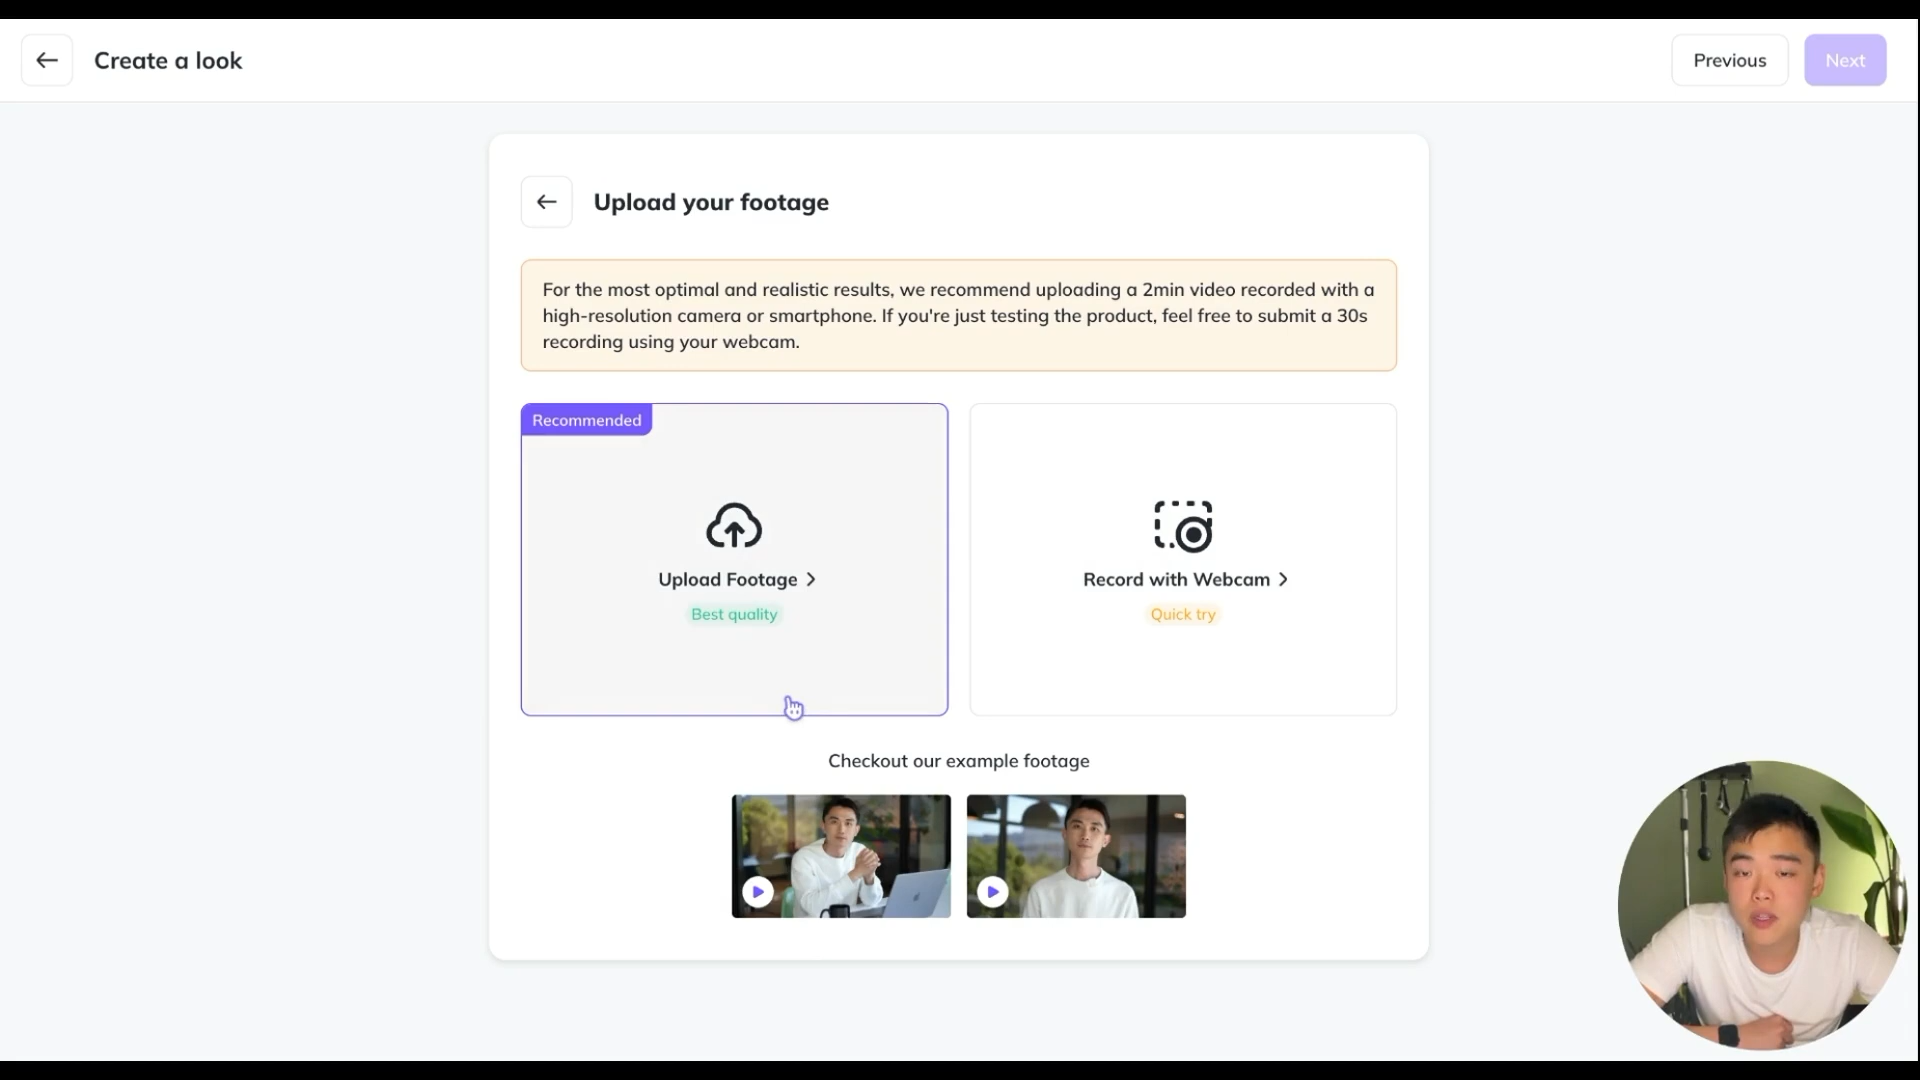 Create a look
Previous
Next
Upload your footage
For the most optimal and realistic results, we recommend uploading a 2min video recorded with a
high-resolution camera or smartphone. If you're just testing the product, feel free to submit a 30s
recording using your webcam.
Recommended
Upload Footage
Best quality
Record with Webcam
Quick try
Checkout our example footage